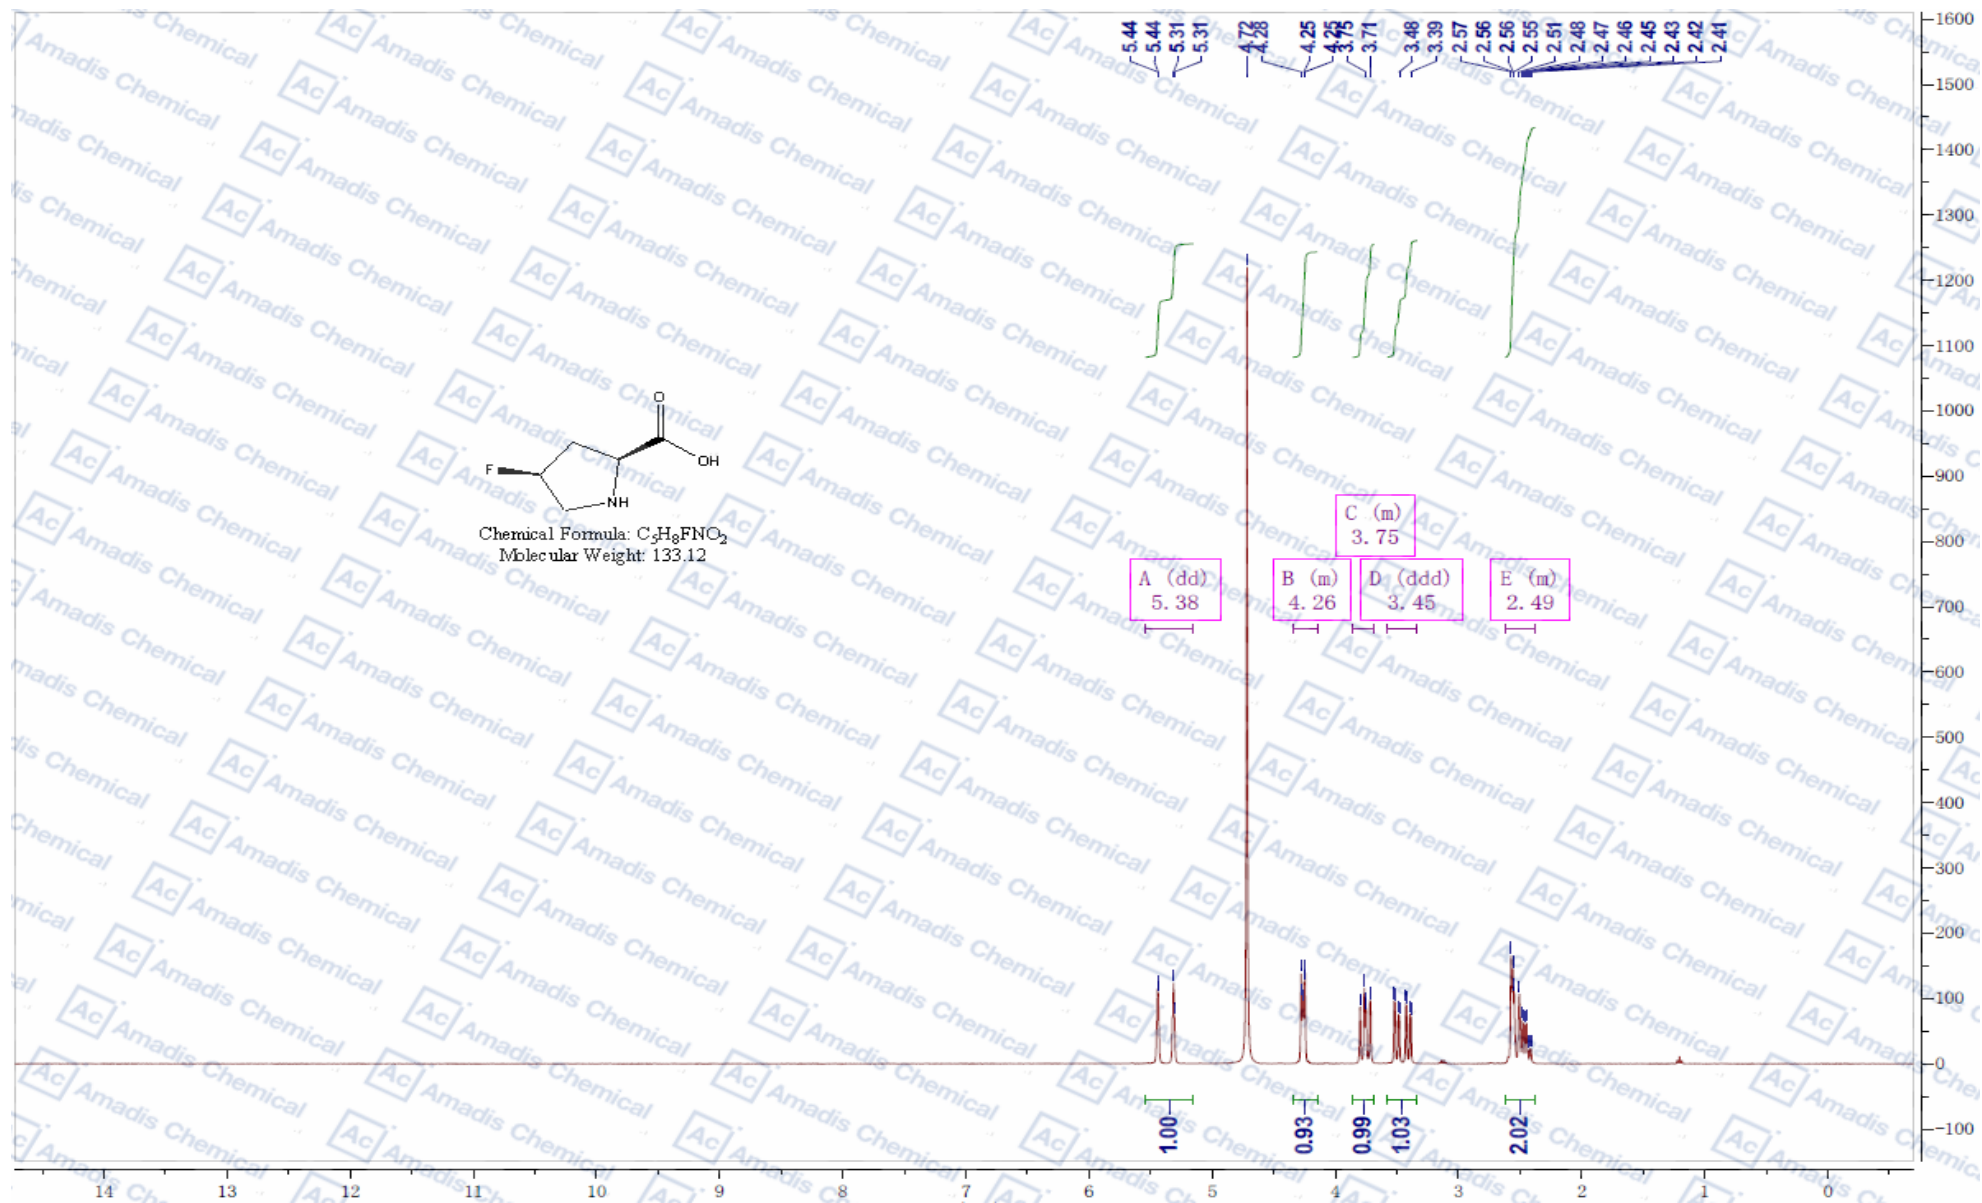 5.44 5.44 5.31 5.31 4.72 4.28 4.25 4.25 3.75 3.71 3.48 3.39 2.57 2.56 2.56 2.55 2.51 2.48 2.47 2.46 2.45 2.43 2.42 2.41
1600
1500
1400
1300
1200
1100
1000
900
800
700
600
500
400
300
200
100
0
-100
O
F
OH
NH
Chemical Formula: C5H8FNO2
Molecular Weight: 133.12
C (m)
3.75
A (dd)
5.38
B (m)
4.26
D (ddd)
3.45
E (m)
2.49
1.00 0.93 0.99 1.03 2.02
14 13 12 11 10 9 8 7 6 5 4 3 2 1 0
Ac Amadis Chemical